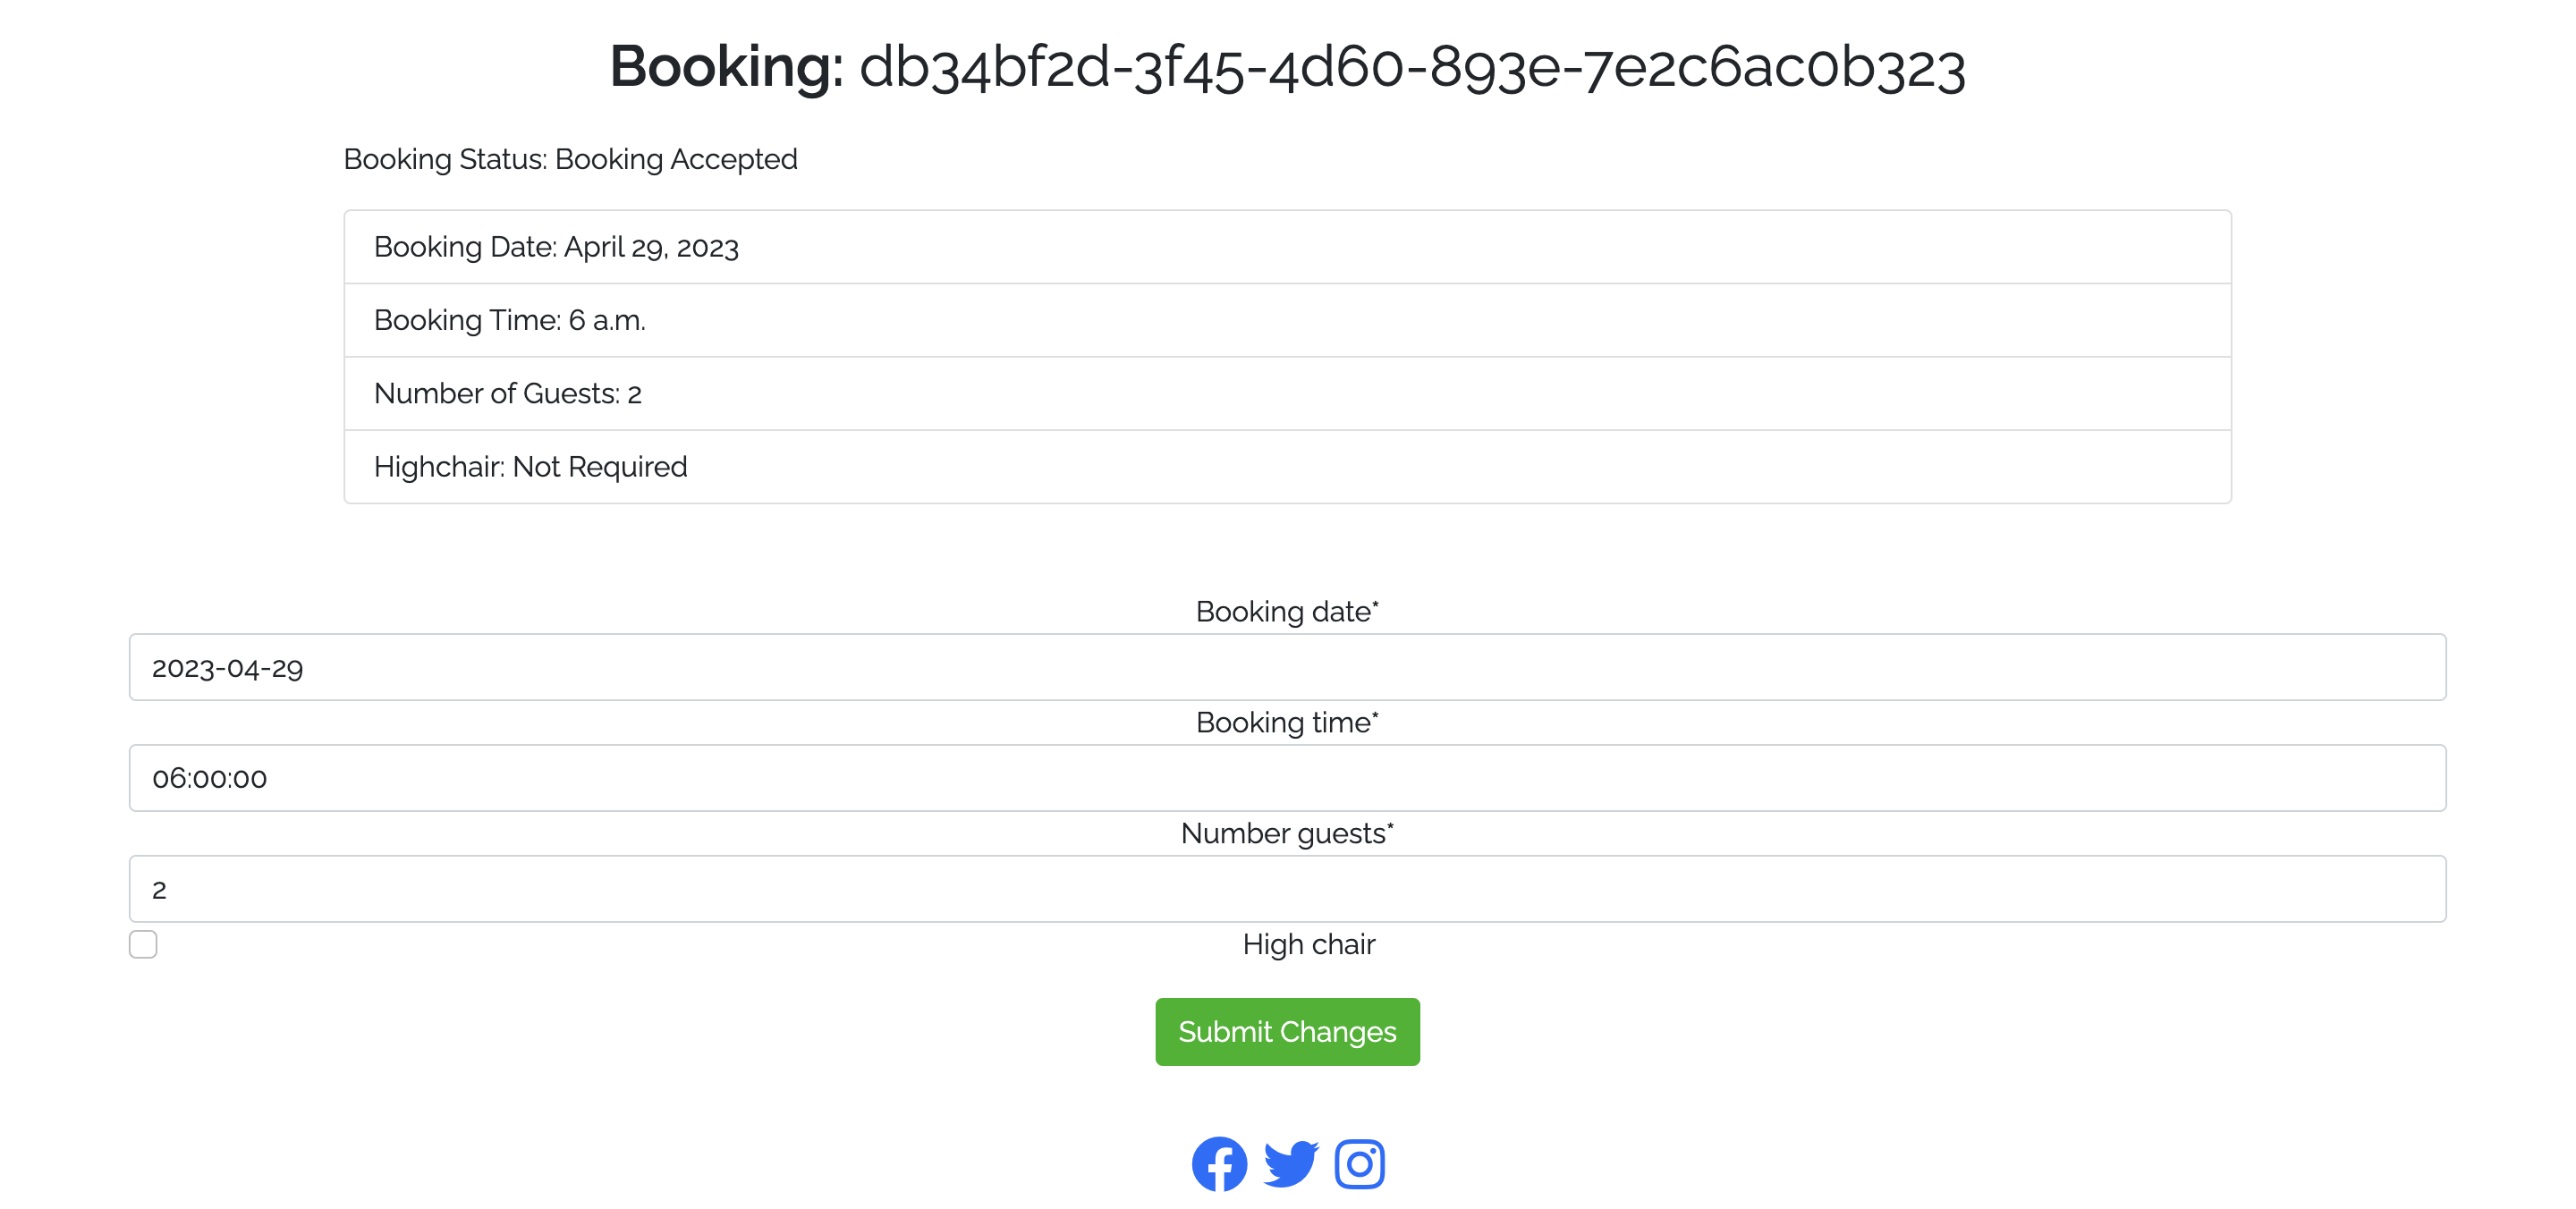 Booking: db34bf2d-3f45-4d60-893e-7e2c6ac0b323
Booking Status: Booking Accepted
Booking Date: April 29, 2023
Booking Time: 6 a.m.
Number of Guests: 2
Highchair: Not Required
Booking date*
2023-04-29
Booking time*
06:00:00
Number guests*
2
High chair
Submit Changes